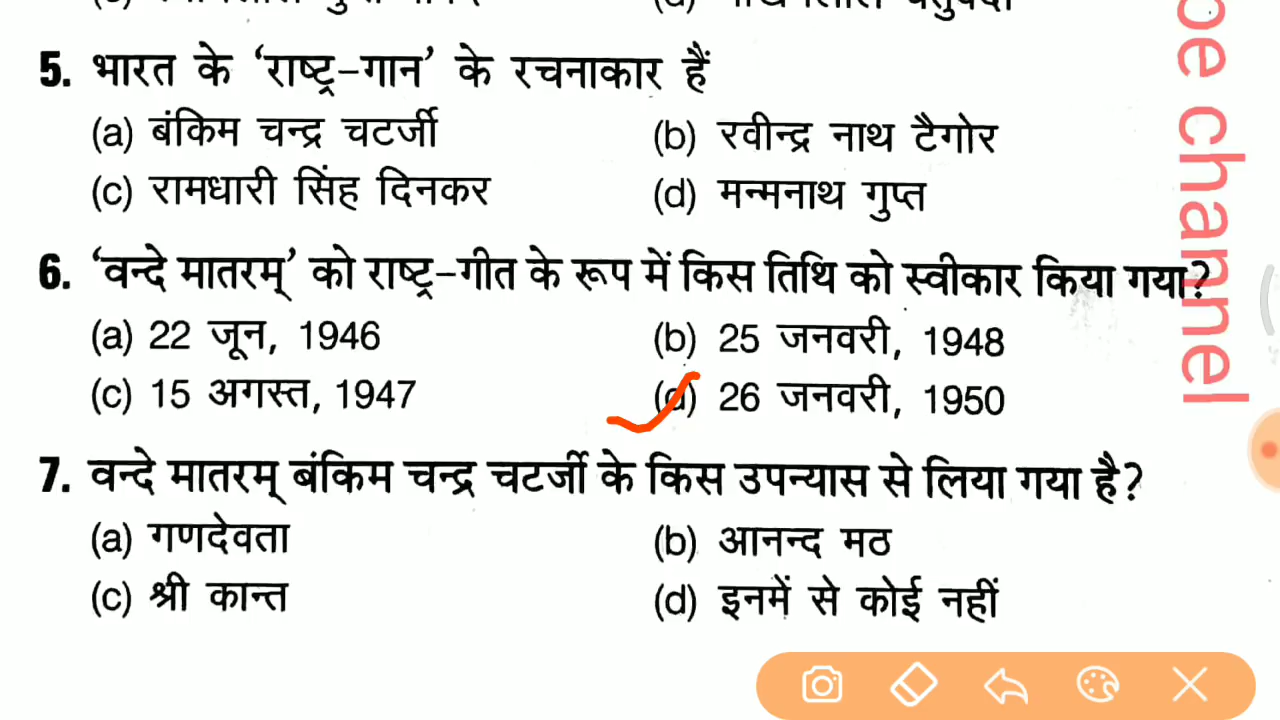 5. भारत के ‘राष्ट्र-गान’ के रचनाकार हैं
(a) बंकिम चन्द्र चटर्जी (b) रवीन्द्र नाथ टैगोर
(c) रामधारी सिंह दिनकर (d) मन्मनाथ गुप्त
6. ‘वन्दे मातरम्’ को राष्ट्र-गीत के रूप में किस तिथि को स्वीकार किया गया?
(a) 22 जून, 1946 (b) 25 जनवरी, 1948
(c) 15 अगस्त, 1947 (d) 26 जनवरी, 1950
7. वन्दे मातरम् बंकिम चन्द्र चटर्जी के किस उपन्यास से लिया गया है?
(a) गणदेवता (b) आनन्द मठ
(c) श्री कान्त (d) इनमें से कोई नहीं
channel